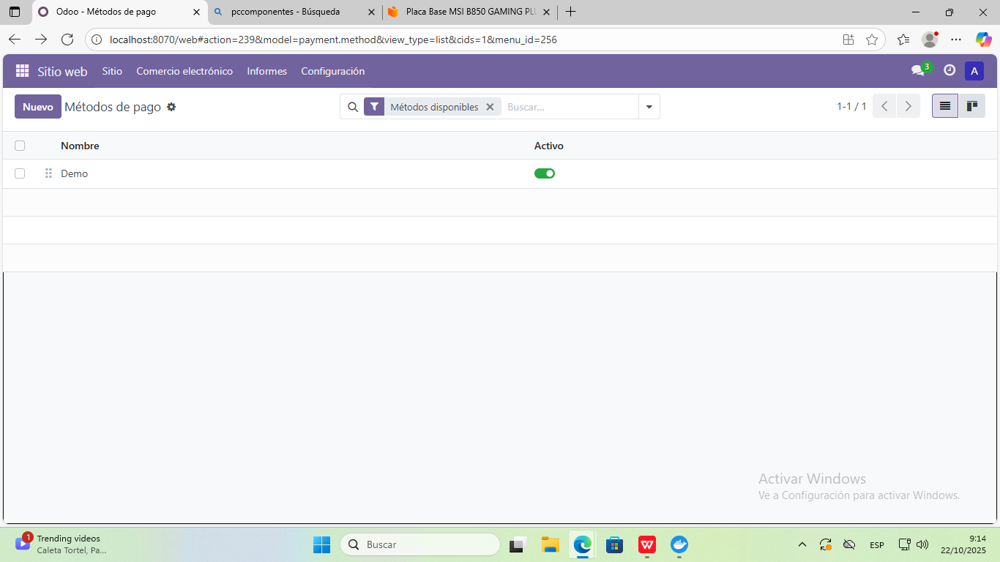 Odoo - Métodos de pago
pccomponentes - Búsqueda
Placa Base MSI B850 GAMING PLU
localhost:8070/web#action=239&model=payment.method&view_type=list&cids=1&menu_id=256
Sitio web Sitio Comercio electrónico Informes Configuración 3 A
Nuevo Métodos de pago Métodos disponibles Buscar... 1-1 / 1
Nombre Activo
Demo
Activar Windows
Ve a Configuración para activar Windows.
1 Trending videos
Caleta Tortel, Pa...
Buscar
ESP
9:14
22/10/2025